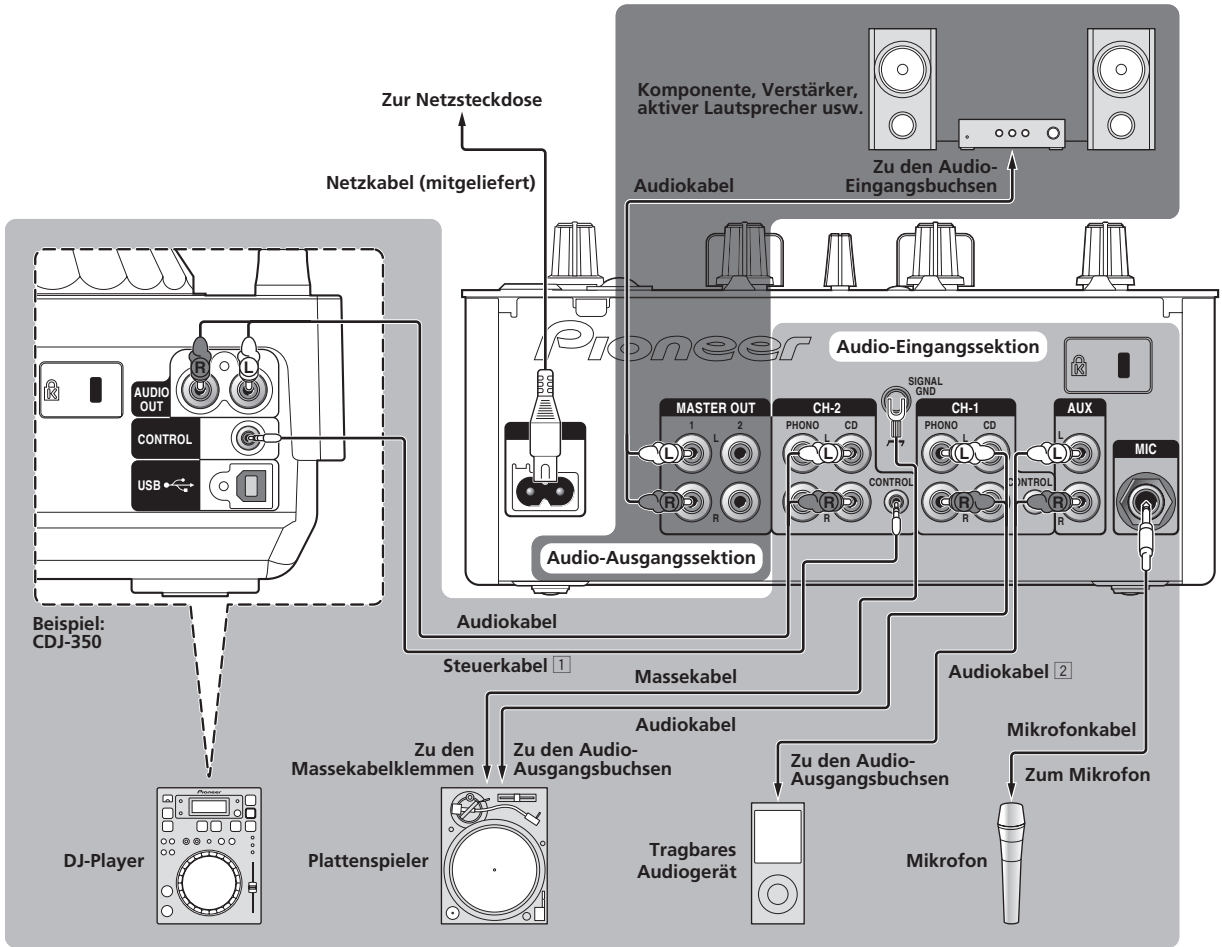 Komponente, Verstärker,
aktiver Lautsprecher usw.
Zur Netzsteckdose
Netzkabel (mitgeliefert)
Audiokabel
Zu den Audio-
Eingangsbuchsen
Pioneer
Audio-Eingangssektion
R
L
AUDIO
OUT
CONTROL
USB
SIGNAL
GND
MASTER OUT
1
2
L
R
CH-2
PHONO
CD
L
R
CONTROL
CH-1
PHONO
CD
L
R
CONTROL
AUX
L
R
MIC
L
L
L
L
R
R
R
R
Audio-Ausgangssektion
Beispiel:
CDJ-350
Audiokabel
Steuerkabel 1
Massekabel
Audiokabel 2
Audiokabel
Mikrofonkabel
Zu den
Massekabelklemmen
Zu den Audio-
Ausgangsbuchsen
Zu den Audio-
Ausgangsbuchsen
Zum Mikrofon
Pioneer
DJ-Player
Plattenspieler
Tragbares
Audiogerät
Mikrofon